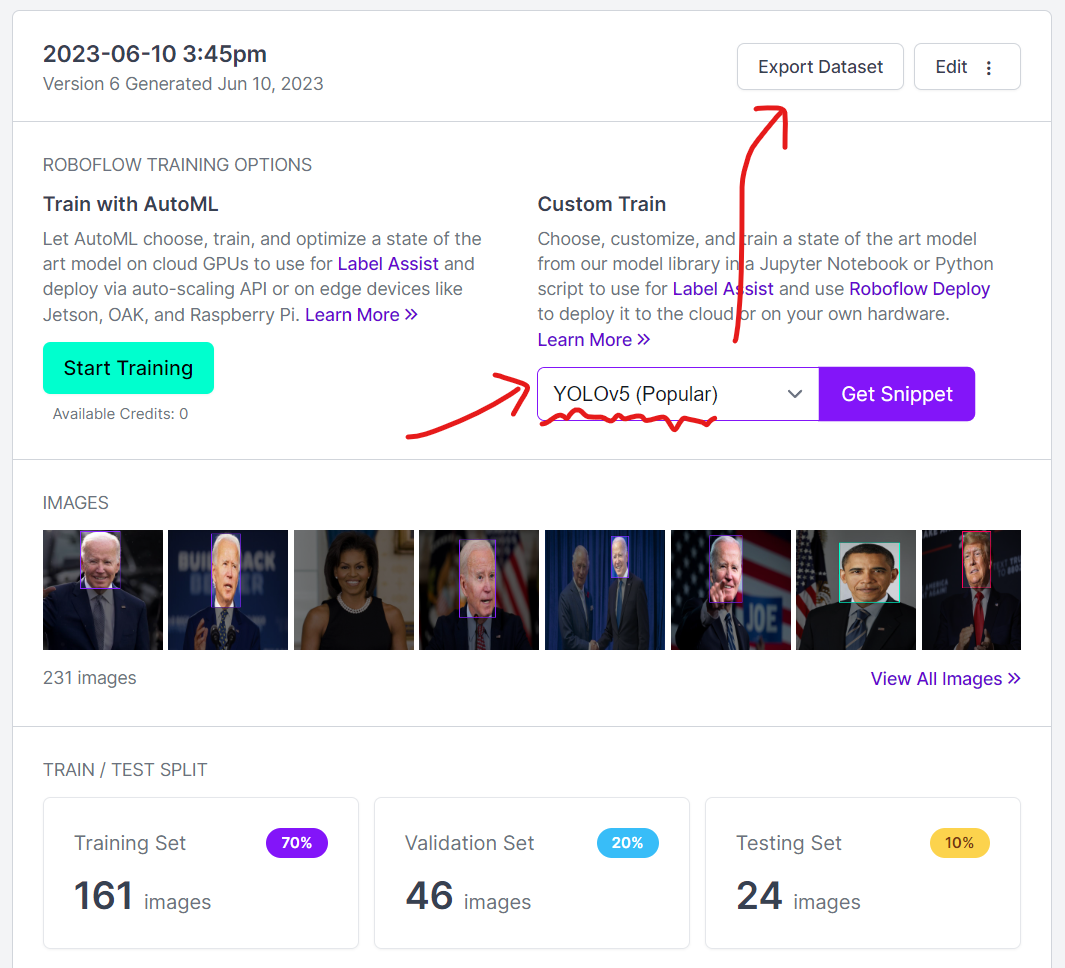 2023-06-10 3:45pm
Version 6 Generated Jun 10, 2023
Export Dataset
Edit
ROBOFLOW TRAINING OPTIONS
Train with AutoML
Let AutoML choose, train, and optimize a state of the
art model on cloud GPUs to use for Label Assist and
deploy via auto-scaling API or on edge devices like
Jetson, OAK, and Raspberry Pi. Learn More »
Start Training
Available Credits: 0
Custom Train
Choose, customize, and train a state of the art model
from our model library in a Jupyter Notebook or Python
script to use for Label Assist and use Roboflow Deploy
to deploy it to the cloud or on your own hardware.
Learn More »
YOLOv5 (Popular)
Get Snippet
IMAGES
JOE
231 images
View All Images »
TRAIN / TEST SPLIT
Training Set
70%
161 images
Validation Set
20%
46 images
Testing Set
10%
24 images